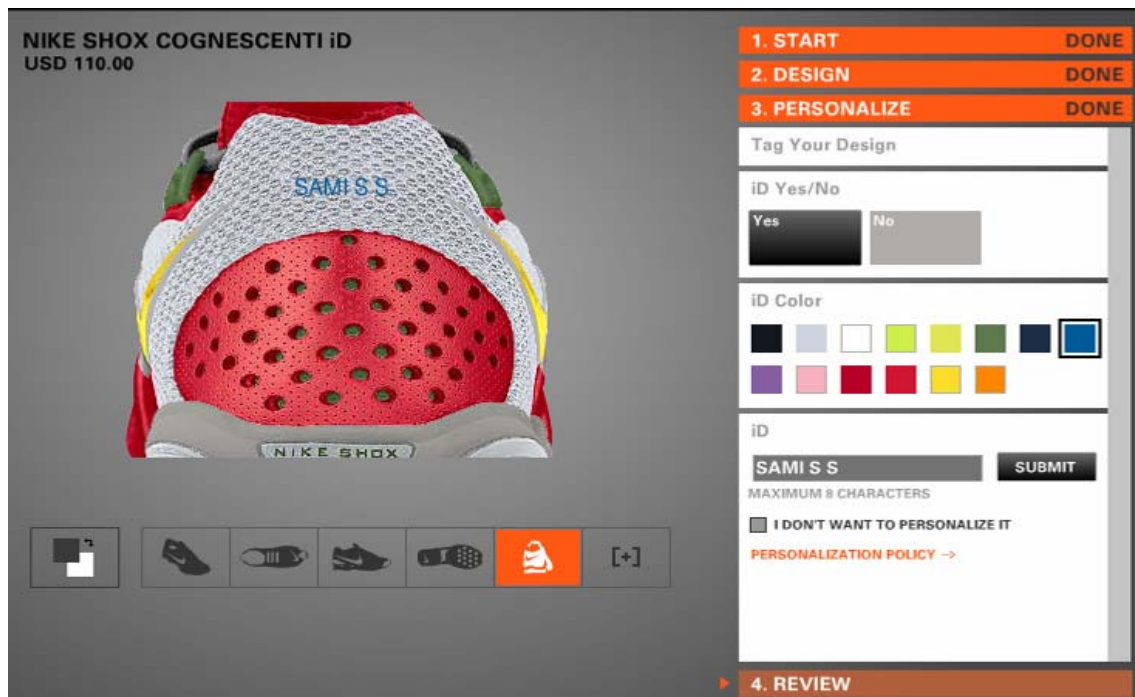 NIKE SHOX COGNESCENTI iD
USD 110.00
SAMI S S
NIKE SHOX
1. START DONE
2. DESIGN DONE
3. PERSONALIZE DONE
Tag Your Design
iD Yes/No
Yes No
iD Color
iD
SAMI S S SUBMIT
MAXIMUM 8 CHARACTERS
I DON'T WANT TO PERSONALIZE IT
PERSONALIZATION POLICY →
[+]
4. REVIEW